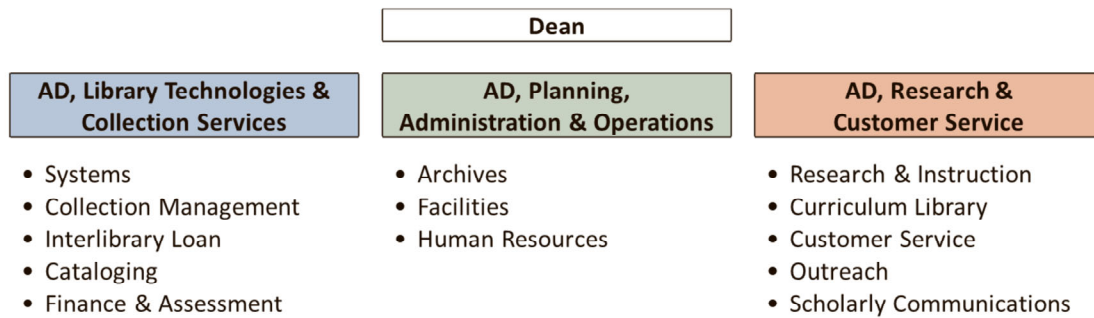 Dean
AD, Library Technologies &
Collection Services
• Systems
• Collection Management
• Interlibrary Loan
• Cataloging
• Finance & Assessment
AD, Planning,
Administration & Operations
• Archives
• Facilities
• Human Resources
AD, Research &
Customer Service
• Research & Instruction
• Curriculum Library
• Customer Service
• Outreach
• Scholarly Communications